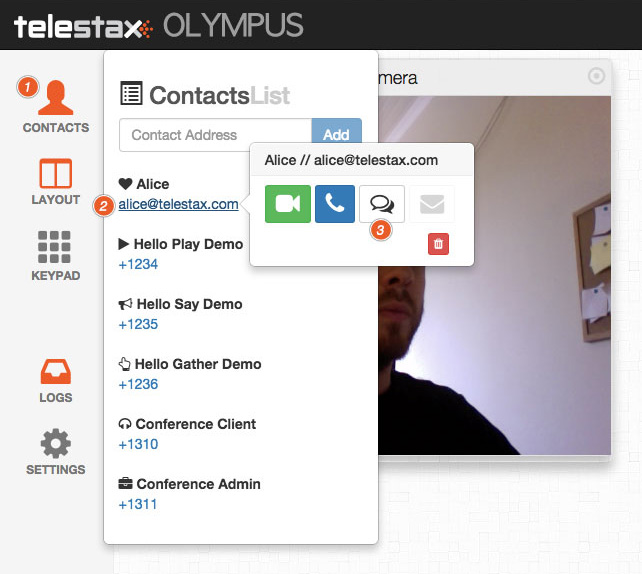 telestax OLYMPUS
1
CONTACTS
LAYOUT
KEYPAD
LOGS
SETTINGS
ContactsList
Contact Address
Add
Alice
2
alice@telestax.com
Hello Play Demo
+1234
Hello Say Demo
+1235
Hello Gather Demo
+1236
Conference Client
+1310
Conference Admin
+1311
Alice // alice@telestax.com
3
mera